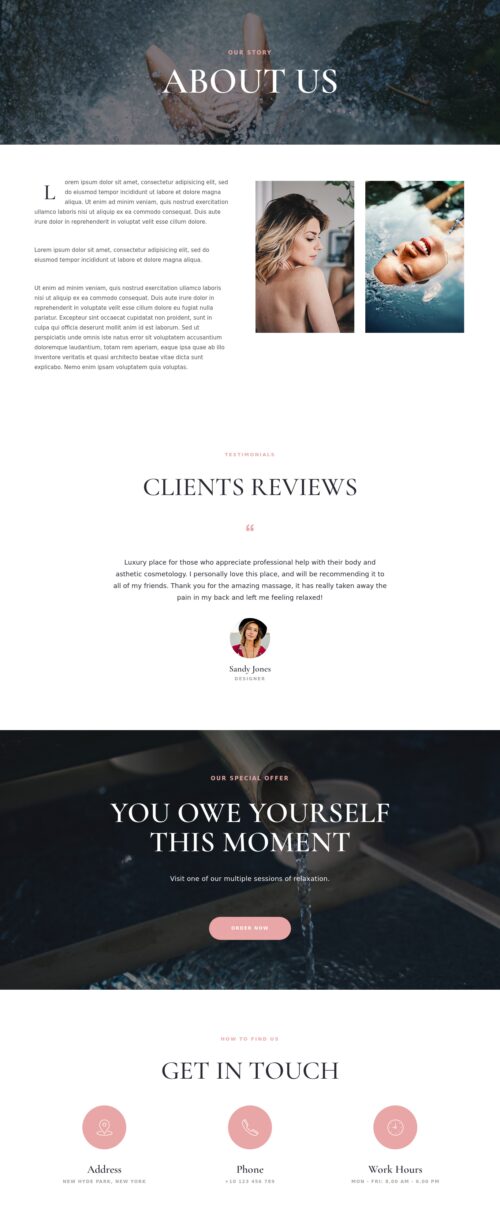 OUR STORY
ABOUT US
Lorem ipsum dolor sit amet, consectetur adipisicing elit, sed
do eiusmod tempor incididunt ut labore et dolore magna
aliqua. Ut enim ad minim veniam, quis nostrud exercitation
ullamco laboris nisi ut aliquip ex ea commodo consequat. Duis aute
irure dolor in reprehenderit in voluptat velit esse cillum dolore.
Lorem ipsum dolor sit amet, consectetur adipisicing elit, sed do
eiusmod tempor incididunt ut labore et dolore magna aliqua.
Ut enim ad minim veniam, quis nostrud exercitation ullamco laboris
nisi ut aliquip ex ea commodo consequat. Duis aute irure dolor in
reprehenderit in voluptate velit esse cillum dolore eu fugiat nulla
pariatur. Excepteur sint occaecat cupidatat non proident, sunt in
culpa qui officia deserunt mollit anim id est laborum. Sed ut
perspiciatis unde omnis iste natus error sit voluptatem accusantium
doloremque laudantium, totam rem aperiam, eaque ipsa quae ab illo
inventore veritatis et quasi architecto beatae vitae dicta sunt
explicabo. Nemo enim ipsam voluptatem quia voluptas.
TESTIMONIALS
CLIENTS REVIEWS
“
Luxury place for those who appreciate professional help with their body and
asthetic cosmetology. I personally love this place, and will be recommending it to
all of my friends. Thank you for the amazing massage, it has really taken away the
pain in my back and left me feeling relaxed!
Sandy Jones
DESIGNER
OUR SPECIAL OFFER
YOU OWE YOURSELF
THIS MOMENT
Visit one of our multiple sessions of relaxation.
ORDER NOW
HOW TO FIND US
GET IN TOUCH
Address
NEW HYDE PARK, NEW YORK
Phone
+10 123 456 789
Work Hours
MON - FRI: 8.00 AM - 6.00 PM